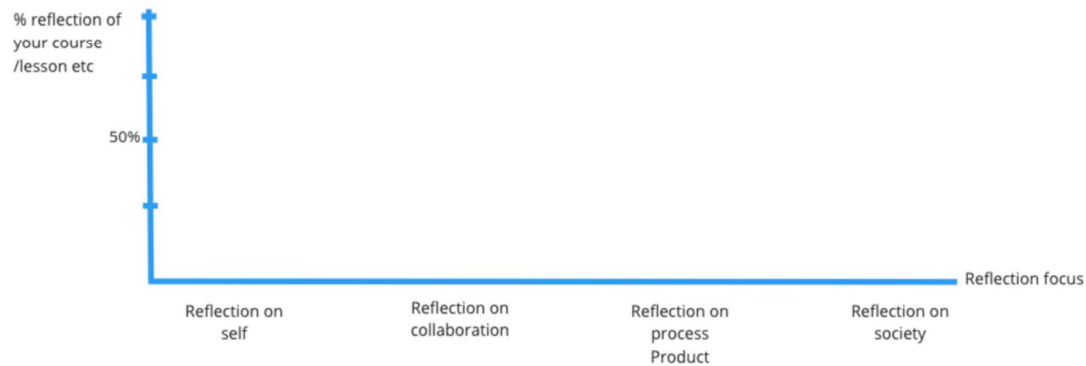 % reflection of
your course
/lesson etc
50%
Reflection focus
Reflection on
self
Reflection on
collaboration
Reflection on
process
Product
Reflection on
society